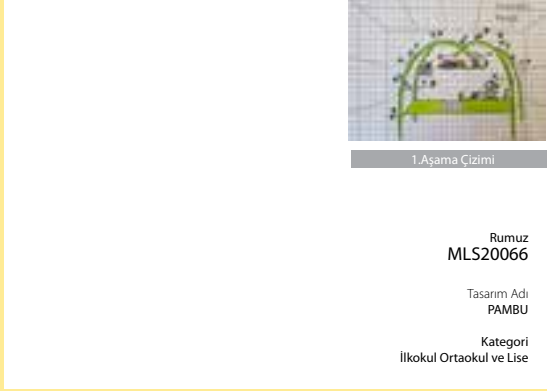 1.Aşama Çizimi
Rumuz
MLS20066
Tasarım Adı
PAMBU
Kategori
İlkokul Ortaokul ve Lise